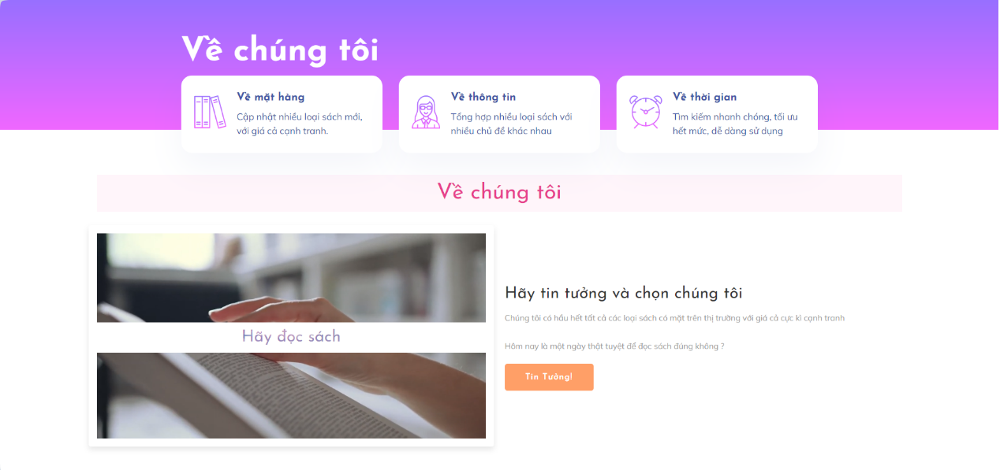 Về chúng tôi
Về mặt hàng
Cập nhật nhiều loại sách mới,
với giá cả cạnh tranh.
Về thông tin
Tổng hợp nhiều loại sách với
nhiều chủ đề khác nhau
Về thời gian
Tìm kiếm nhanh chóng, tối ưu
hết mức, dễ dàng sử dụng
Về chúng tôi
Hãy đọc sách
Hãy tin tưởng và chọn chúng tôi
Chúng tôi có hầu hết tất cả các loại sách có mặt trên thị trường với giá cả cực kì cạnh tranh
Hôm nay là một ngày thật tuyệt để đọc sách đúng không ?
Tin Tưởng!